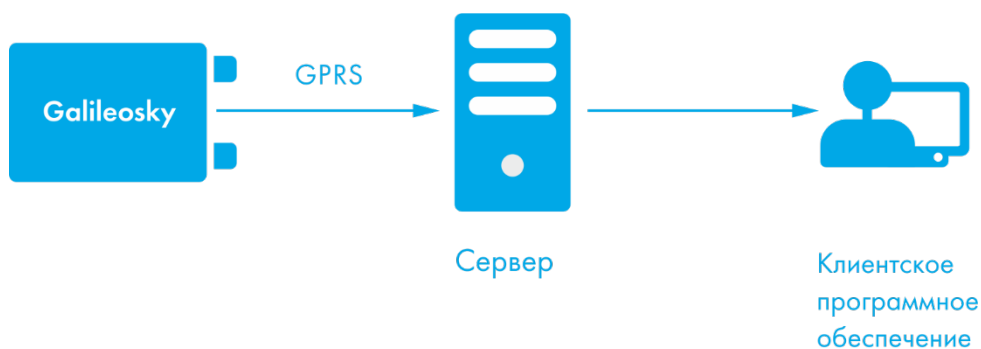 Galileosky
GPRS
Сервер
Клиентское
программное
обеспечение